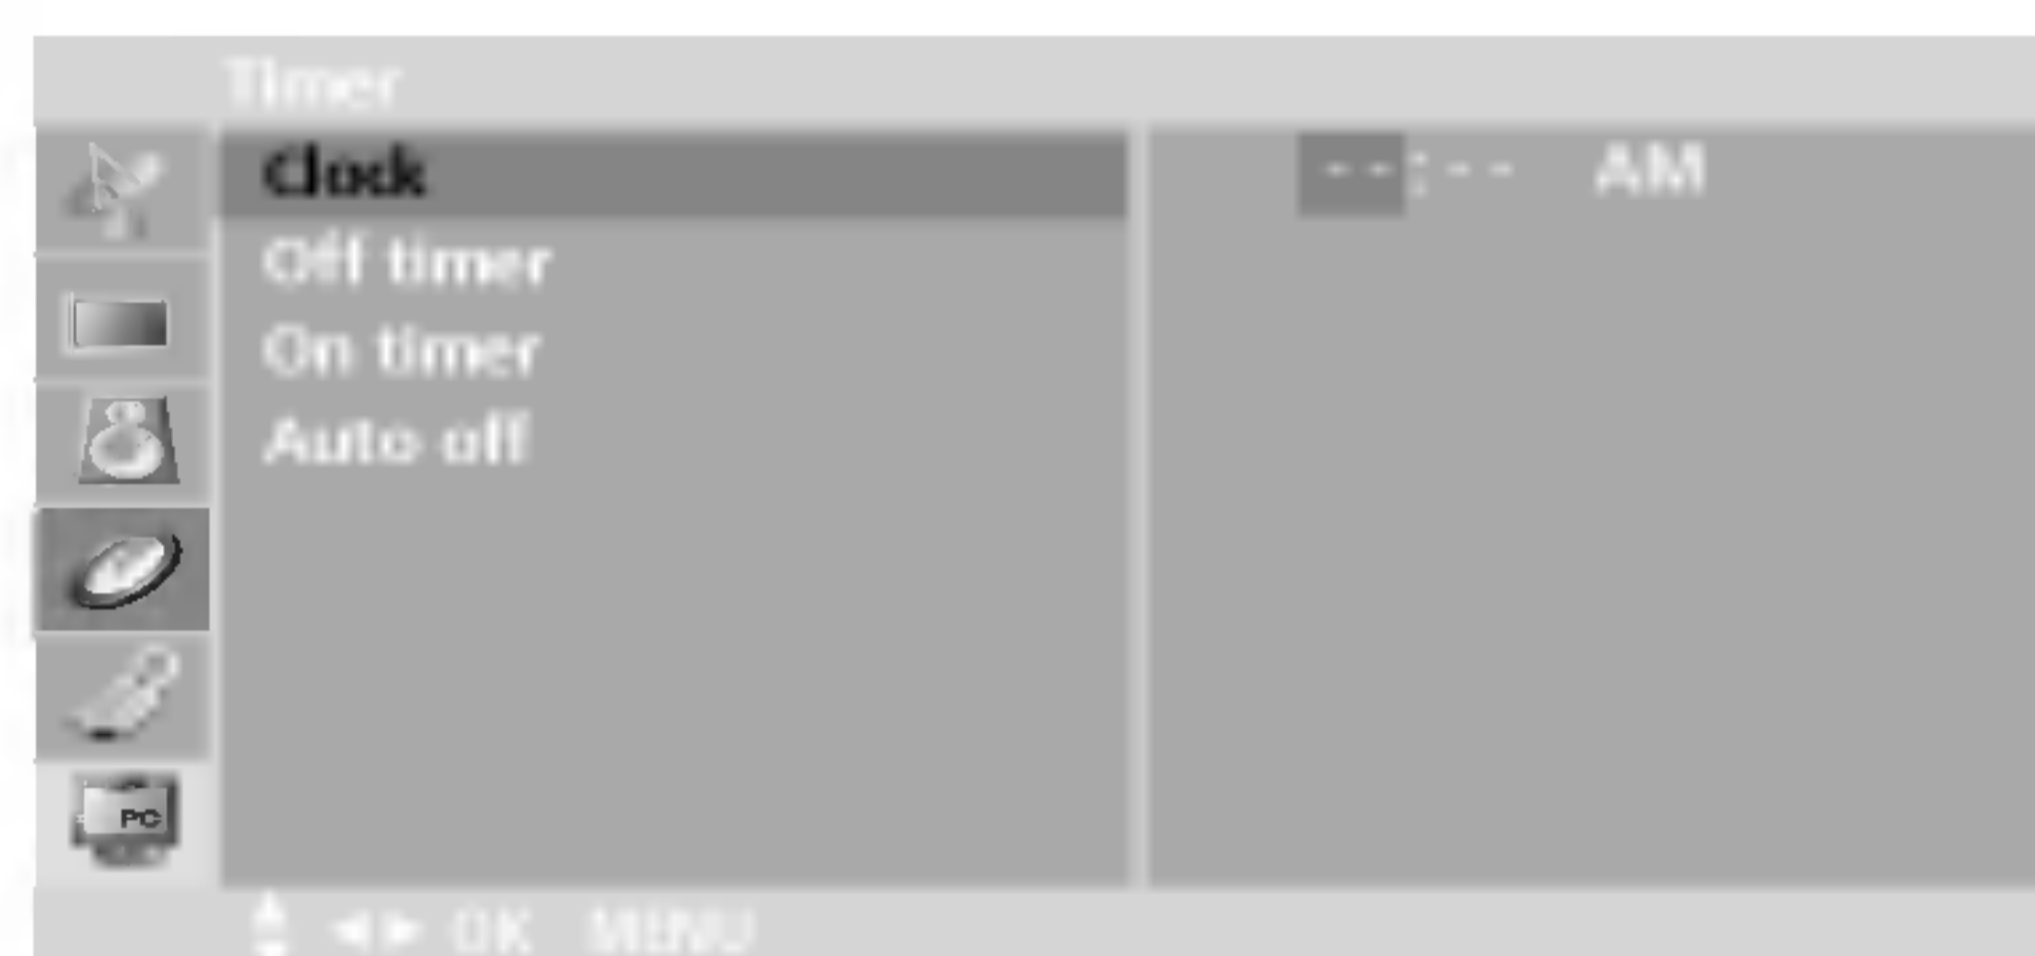 Timer
Clock --:-- AM
Off timer
On timer
Auto off
PC
OK MENU